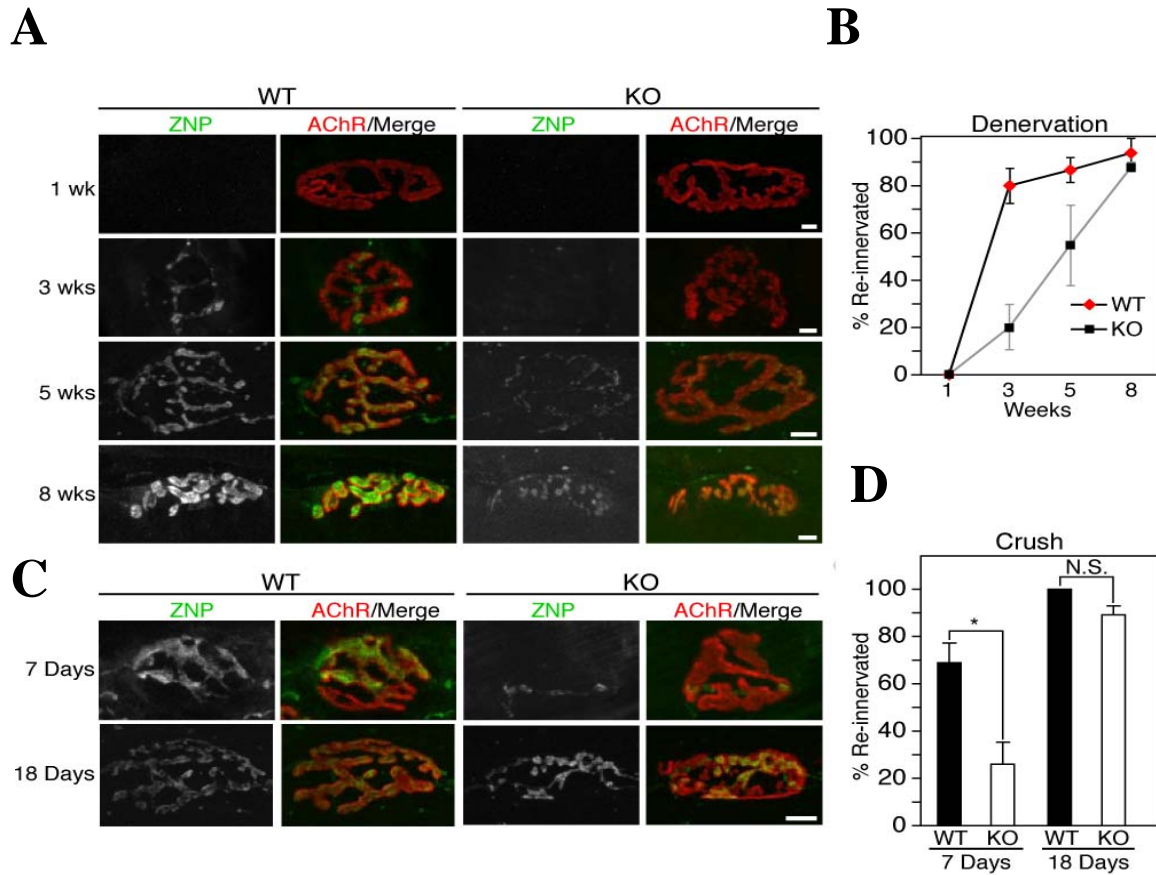 A
WT KO
ZNP AChR/Merge ZNP AChR/Merge
1 wk
3 wks
5 wks
8 wks
B
Denervation
% Re-innervated
100
80
60
40
20
0
WT
KO
1 3 5 8
Weeks
C
WT KO
ZNP AChR/Merge ZNP AChR/Merge
7 Days
18 Days
D
Crush
N.S.
*
% Re-innervated
100
80
60
40
20
0
WT KO WT KO
7 Days 18 Days